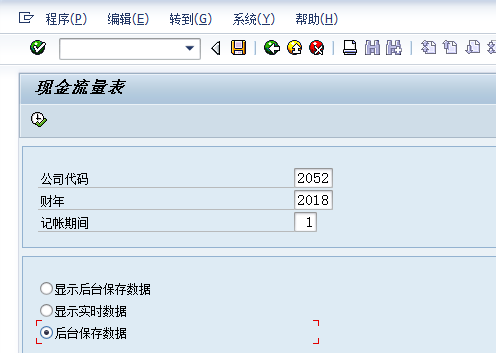 程序(P) 编辑(E) 转到(G) 系统(Y) 帮助(H)
现金流量表
公司代码 2052
财年 2018
记帐期间 1
显示后台保存数据
显示实时数据
后台保存数据